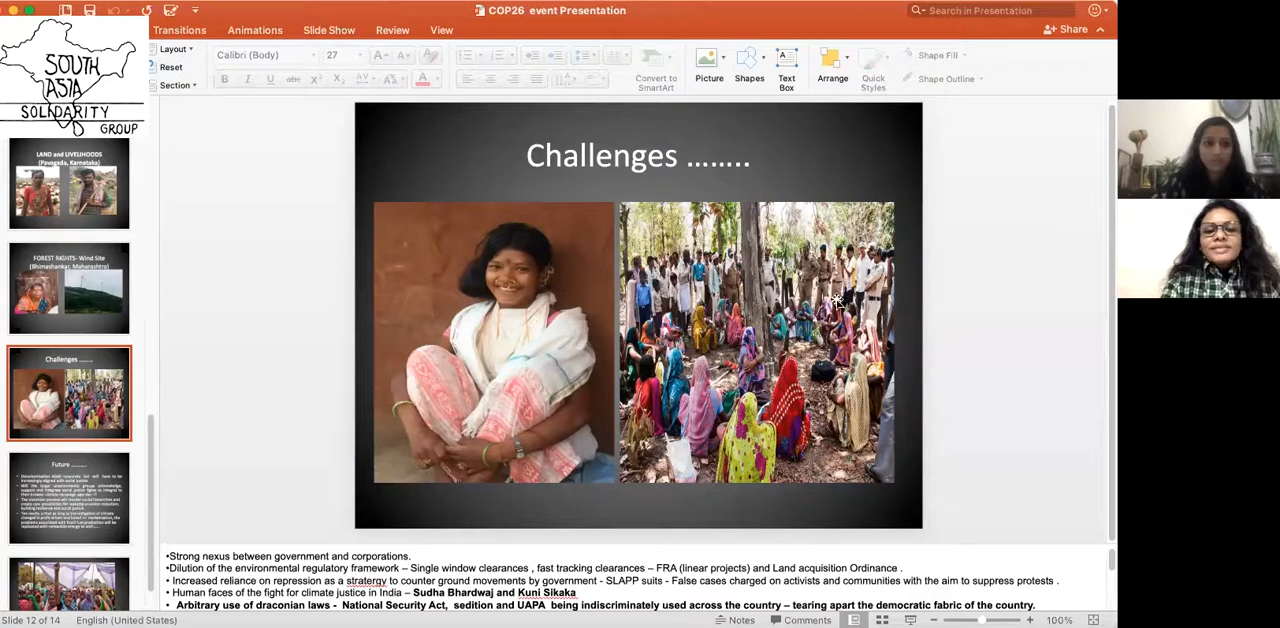 COP26 event Presentation
Search in Presentation
Transitions
Animations
Slide Show
Review
View
Share
SOUTH
ASIA
SOLIDARITY
GROUP
Layout
Reset
Section
Calibri (Body)
27
B I U abc X² X₂ AV Aa A
Convert to
SmartArt
Picture
Shapes
Text
Box
Arrange
Quick
Styles
Shape Fill
Shape Outline
LAND and LIVELIHOODS
(Pavagada, Karnataka)
FOREST RIGHTS- Wind Site
(Bhimashankar, Maharashtra)
Challenges ........
Future ..........
Challenges ........
•Strong nexus between government and corporations.
•Dilution of the environmental regulatory framework – Single window clearances , fast tracking clearances – FRA (linear projects) and Land acquisition Ordinance .
•Increased reliance on repression as a stratergy to counter ground movements by government - SLAPP suits - False cases charged on activists and communities with the aim to suppress protests .
•Human faces of the fight for climate justice in India – Sudha Bhardwaj and Kuni Sikaka
• Arbitrary use of draconian laws - National Security Act, sedition and UAPA being indiscriminately used across the country – tearing apart the democratic fabric of the country.
Slide 12 of 14
English (United States)
Notes
Comments
100%